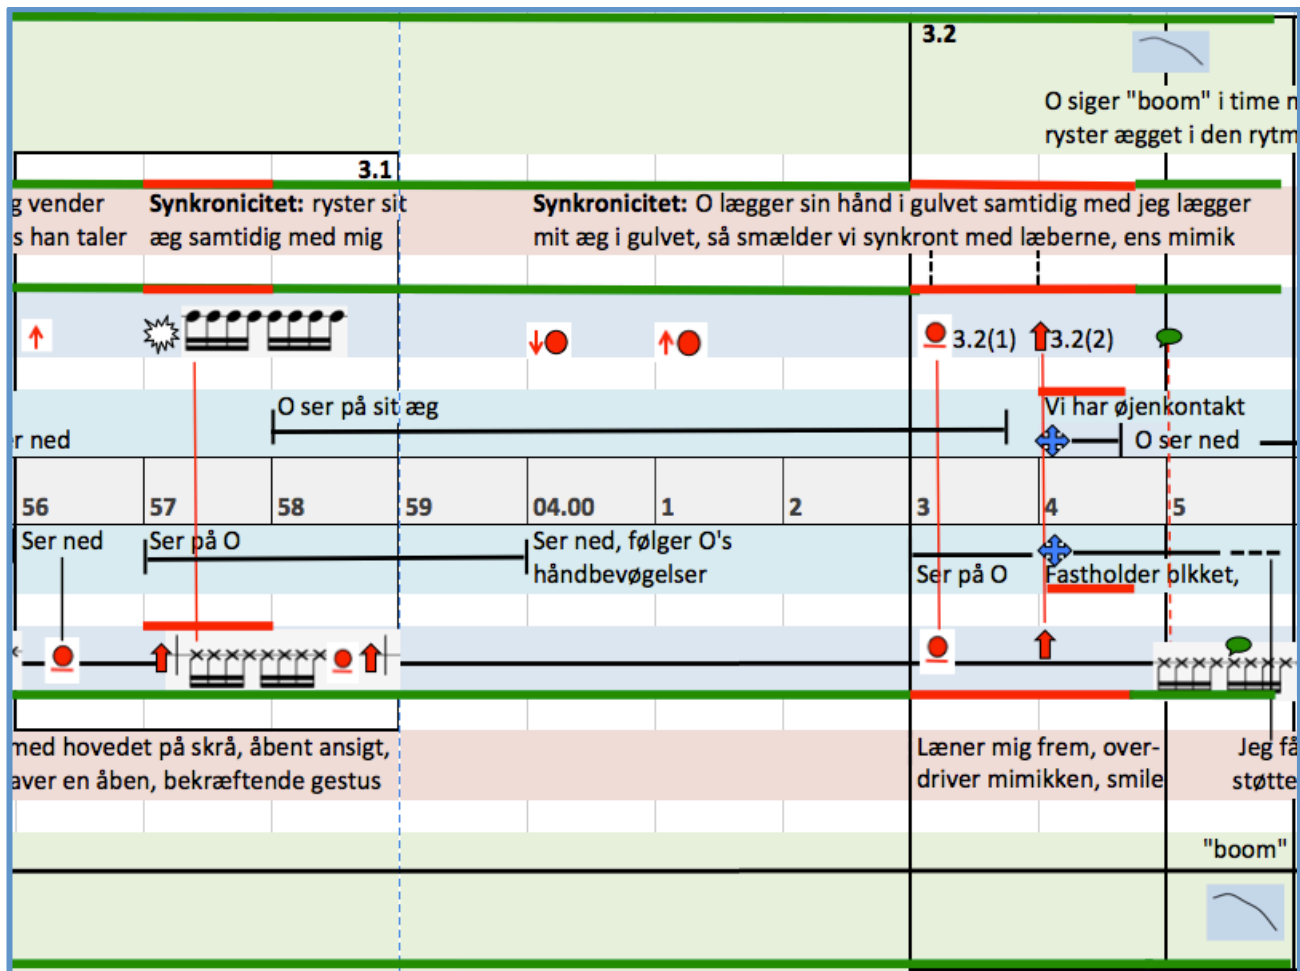 3.2
O siger "boom" i time
ryster ægget i den rytm
3.1
g vender
s han taler
Synkronicitet: ryster sit
æg samtidig med mig
Synkronicitet: O lægger sin hånd i gulvet samtidig med jeg lægger
mit æg i gulvet, så smælder vi synkront med læberne, ens mimik
3.2(1)
3.2(2)
O ser på sit æg
Vi har øjenkontakt
r ned
O ser ned
56 57 58 59 04.00 1 2 3 4 5
Ser ned
Ser på O
Ser ned, følger O's
håndbevøgelser
Ser på O
Fastholder blkket,
med hovedet på skrå, åbent ansigt,
aver en åben, bekræftende gestus
Læner mig frem, over-
driver mimikken, smile
Jeg få
støtte
"boom"